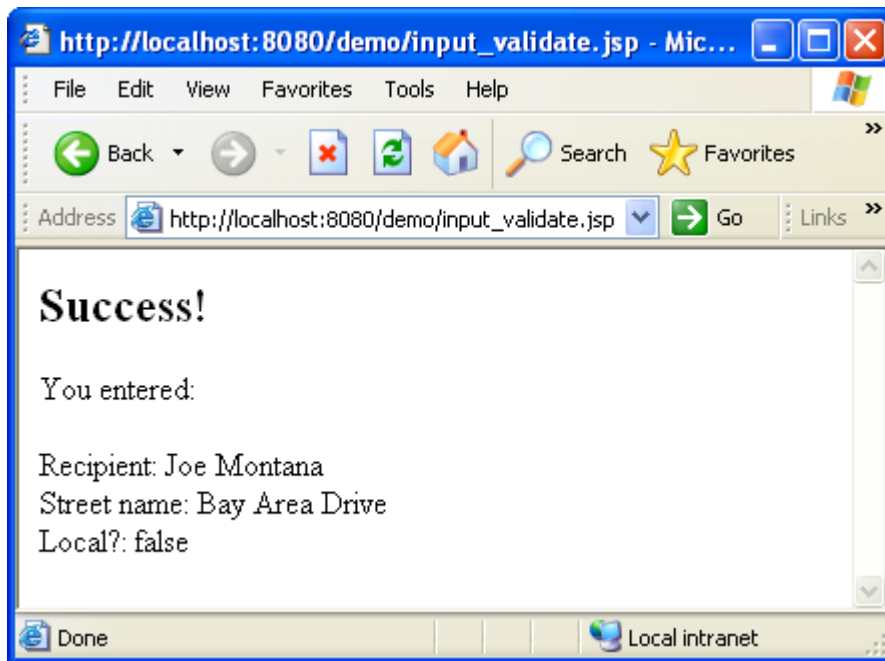 http://localhost:8080/demo/input_validate.jsp - Mic...
File Edit View Favorites Tools Help
Back Search Favorites »
Address http://localhost:8080/demo/input_validate.jsp Go Links »
Success!
You entered:
Recipient: Joe Montana
Street name: Bay Area Drive
Local?: false
Done Local intranet